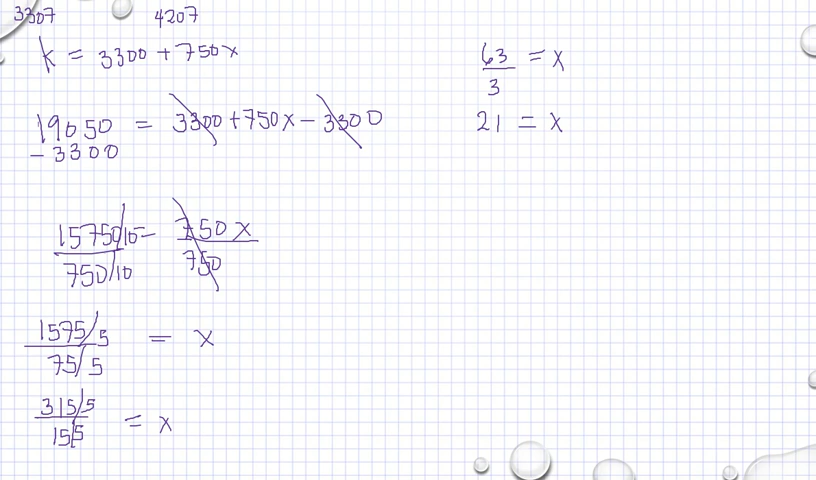 3307 4207
k = 3300 + 750x
19050 = 3300 + 750x - 3300
- 3300
15750/10 = 750x
750/10 750
1575/5 = x
75/5
315/5 = x
15/5
63 = x
3
21 = x